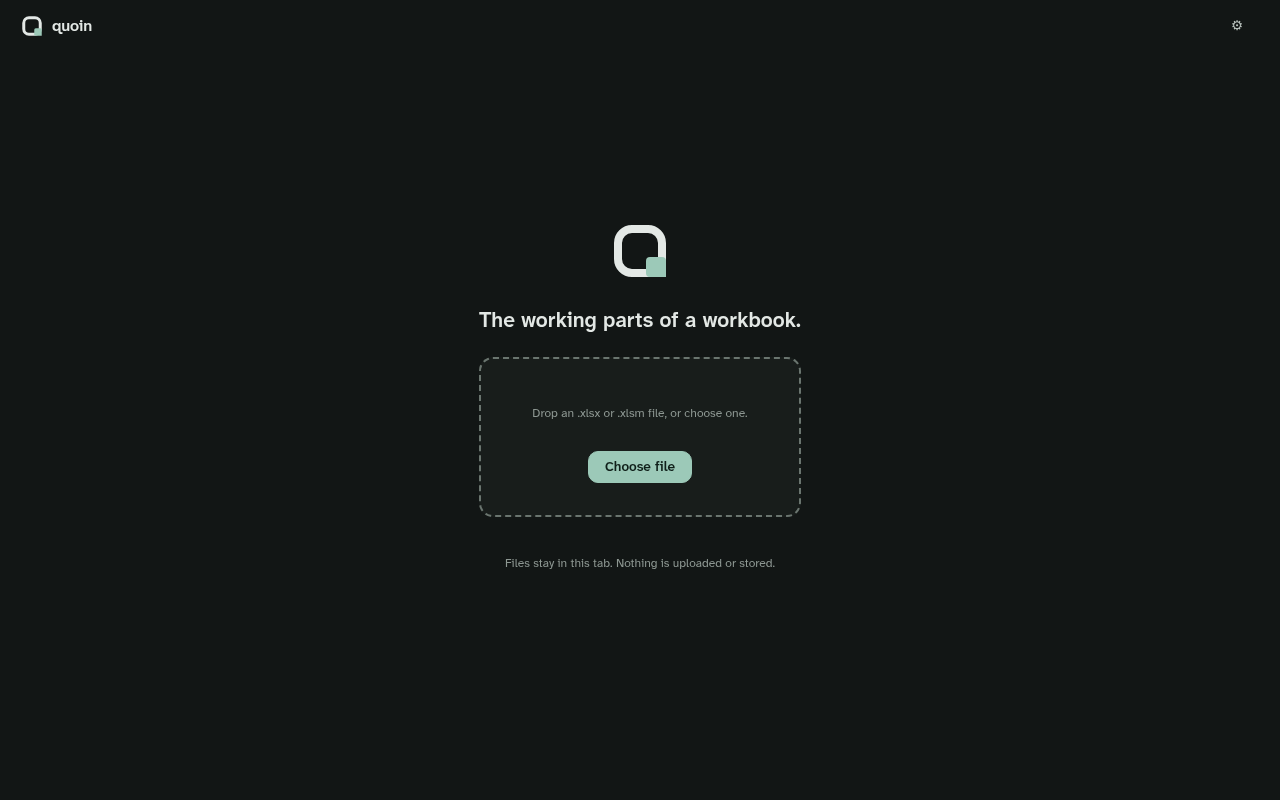 quoin
The working parts of a workbook.
Drop an .xlsx or .xlsm file, or choose one.
Choose file
Files stay in this tab. Nothing is uploaded or stored.